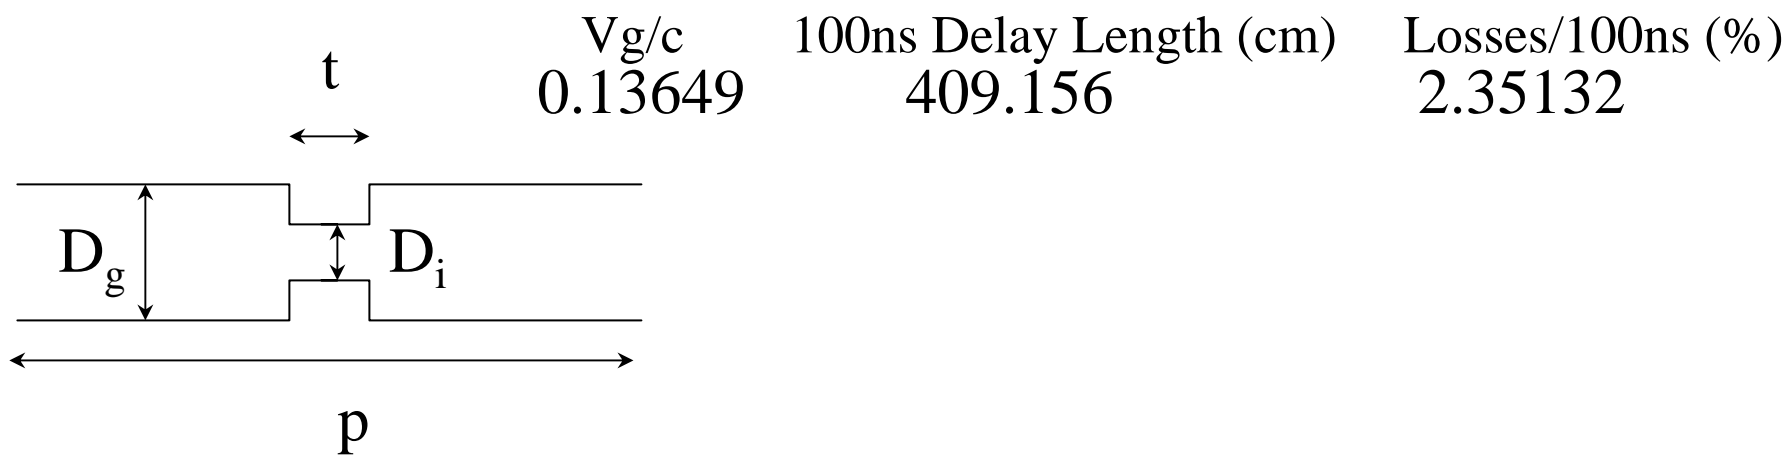 Vg/c 100ns Delay Length (cm) Losses/100ns (%)
t
0.13649 409.156 2.35132
Dg Di
p